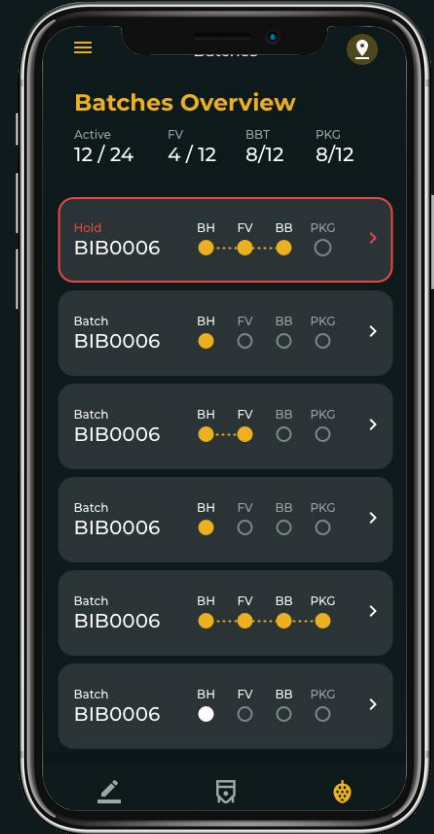 Batches Overview
Active FV BBT PKG
12 / 24 4 / 12 8/12 8/12
Hold BH FV BB PKG
BIB0006
Batch BH FV BB PKG
BIB0006
Batch BH FV BB PKG
BIB0006
Batch BH FV BB PKG
BIB0006
Batch BH FV BB PKG
BIB0006
Batch BH FV BB PKG
BIB0006